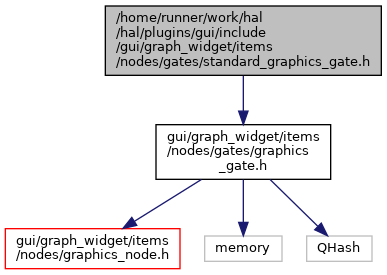 /home/runner/work/hal
/hal/plugins/gui/include
/gui/graph_widget/items
/nodes/gates/standard_graphics_gate.h
gui/graph_widget/items
/nodes/gates/graphics
_gate.h
gui/graph_widget/items
/nodes/graphics_node.h
memory
QHash